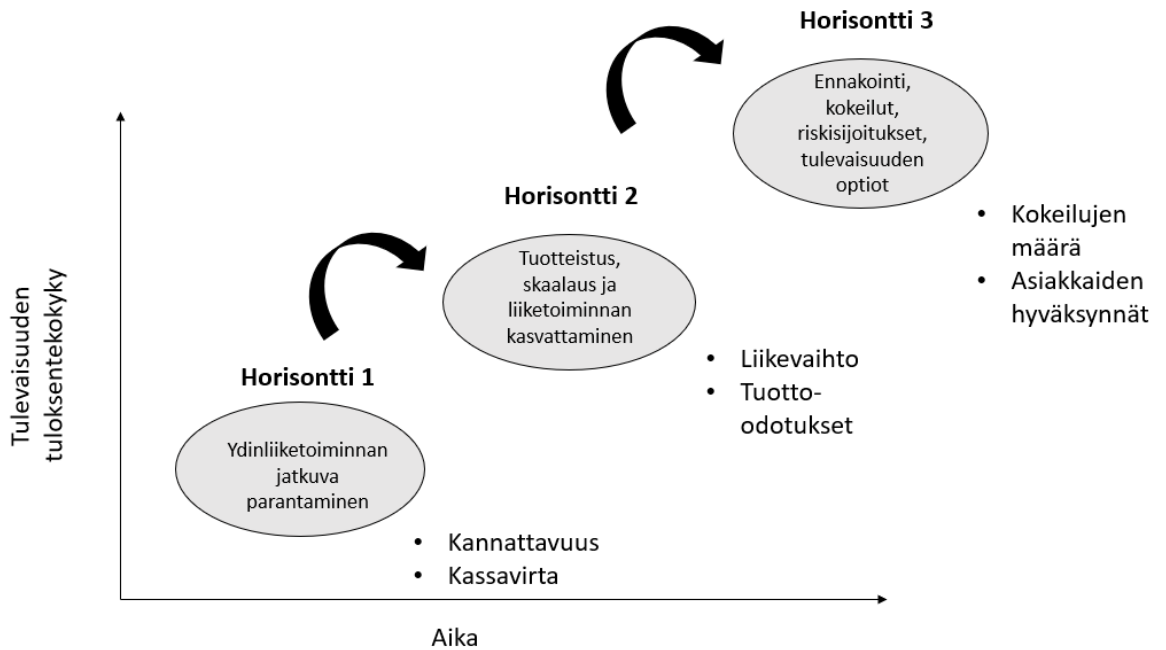 Horisontti 3
Ennakointi,
kokeilut,
riskisijoitukset,
tulevaisuuden
optiot
• Kokeilujen
määrä
• Asiakkaiden
hyväksynnät
Horisontti 2
Tuotteistus,
skaalaus ja
liiketoiminnan
kasvattaminen
• Liikevaihto
• Tuotto-
odotukset
Horisontti 1
Ydinliiketoiminnan
jatkuva
parantaminen
• Kannattavuus
• Kassavirta
Tulevaisuuden
tuloksentekokyky
Aika